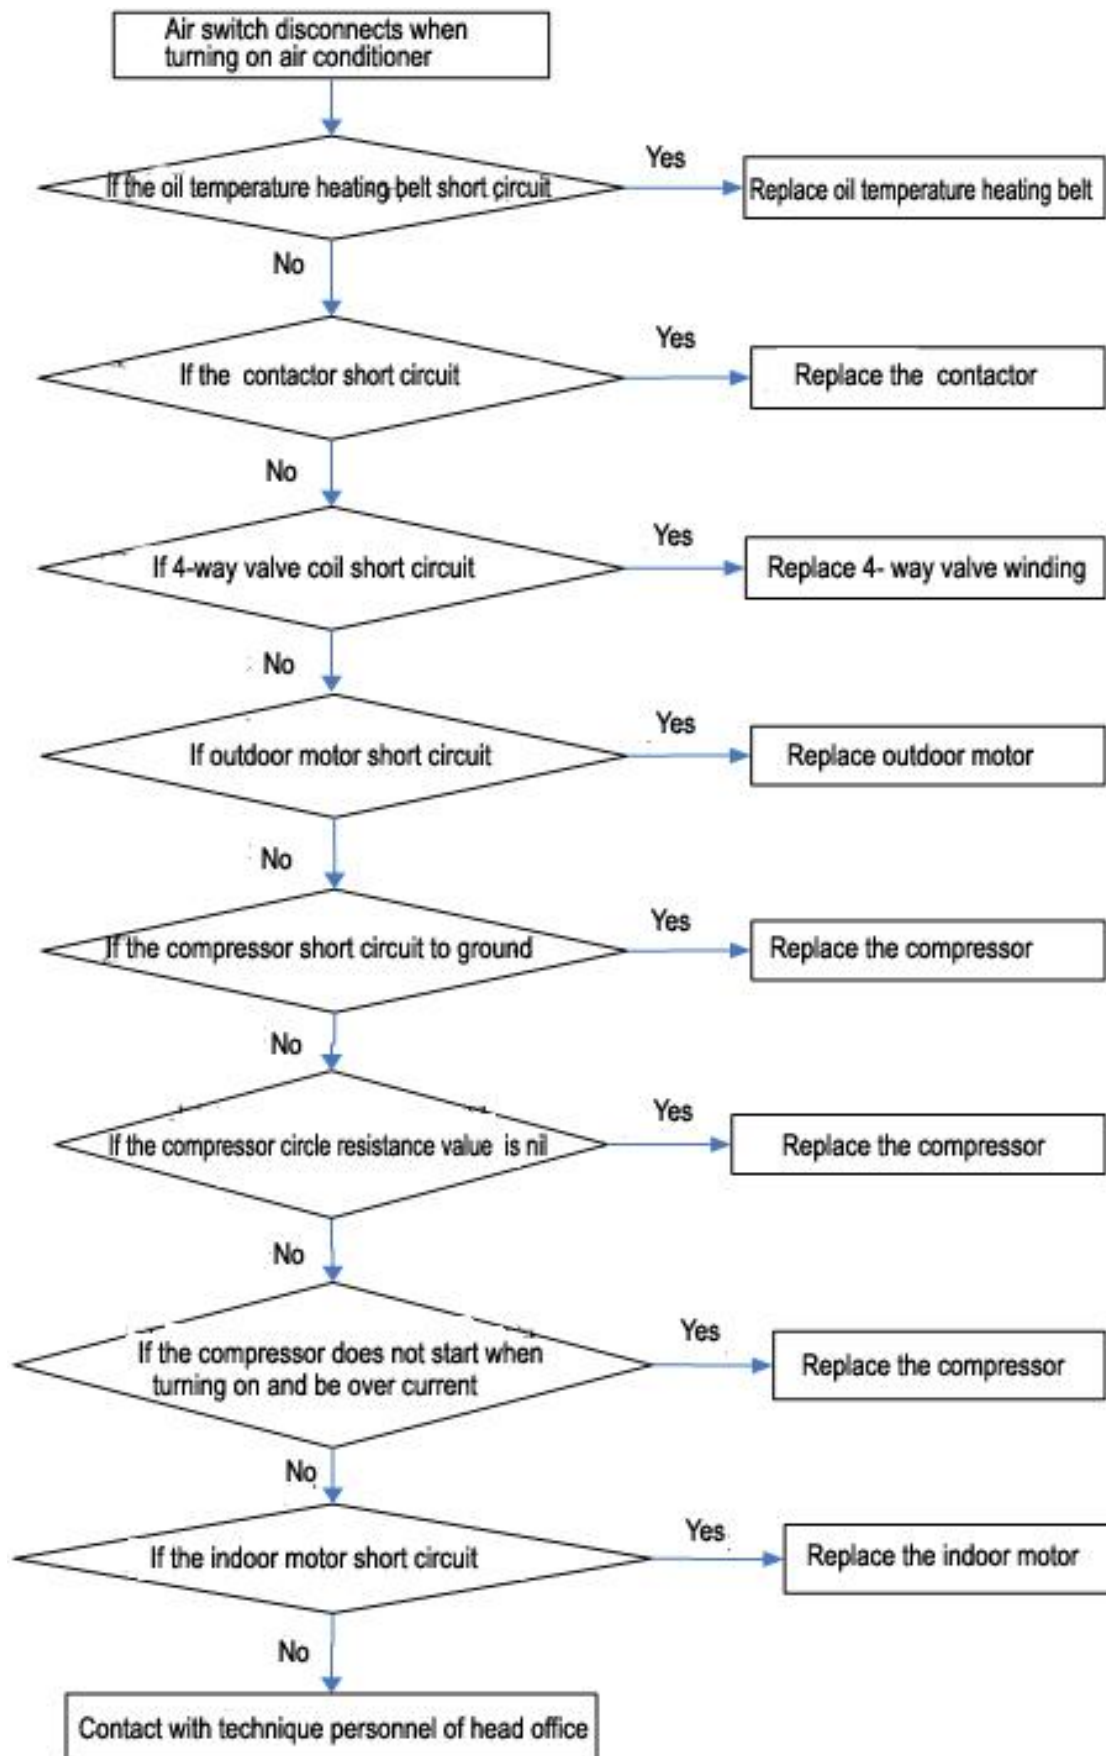 Air switch disconnects when
turning on air conditioner
If the oil temperature heating belt short circuit
Yes
Replace oil temperature heating belt
No
If the contactor short circuit
Yes
Replace the contactor
No
If 4-way valve coil short circuit
Yes
Replace 4- way valve winding
No
If outdoor motor short circuit
Yes
Replace outdoor motor
No
If the compressor short circuit to ground
Yes
Replace the compressor
No
If the compressor circle resistance value is nil
Yes
Replace the compressor
No
If the compressor does not start when
turning on and be over current
Yes
Replace the compressor
No
If the indoor motor short circuit
Yes
Replace the indoor motor
No
Contact with technique personnel of head office